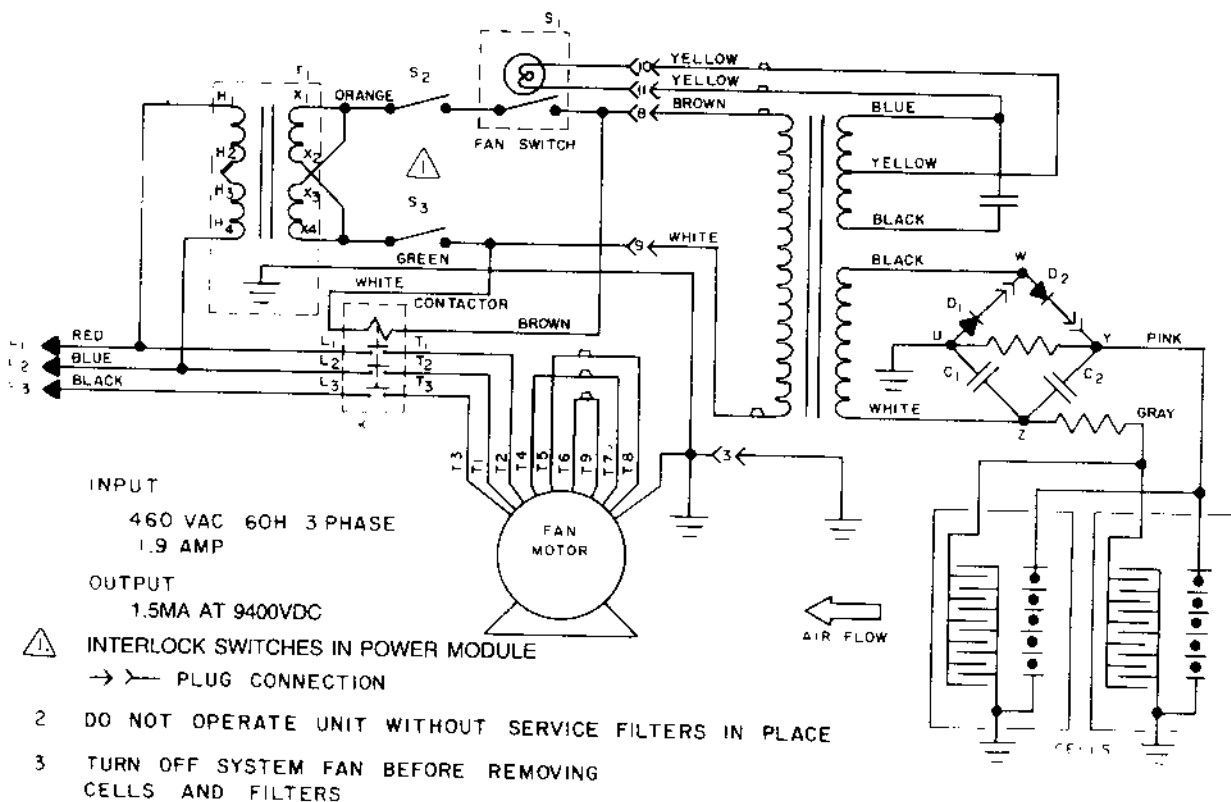 S1
T1
H1
X1
ORANGE
S2
10
YELLOW
11
YELLOW
8
BROWN
BLUE
FAN SWITCH
H2
X2
1
YELLOW
H3
X3
S3
H4
X4
BLACK
9
WHITE
GREEN
WHITE
BLACK
W
D2
CONTACTOR
D1
BROWN
RED
L1
T1
U
Y
PINK
2
BLUE
L2
T2
C1
C2
3
BLACK
L3
T3
WHITE
GRAY
K
Z
T3
T1
T2
T4
T5
T6
T9
T7
T8
3
INPUT
460 VAC 60H 3 PHASE
1.9 AMP
FAN
MOTOR
OUTPUT
1.5MA AT 9400VDC
AIR FLOW
1 INTERLOCK SWITCHES IN POWER MODULE
PLUG CONNECTION
2 DO NOT OPERATE UNIT WITHOUT SERVICE FILTERS IN PLACE
CELLS
3 TURN OFF SYSTEM FAN BEFORE REMOVING
CELLS AND FILTERS